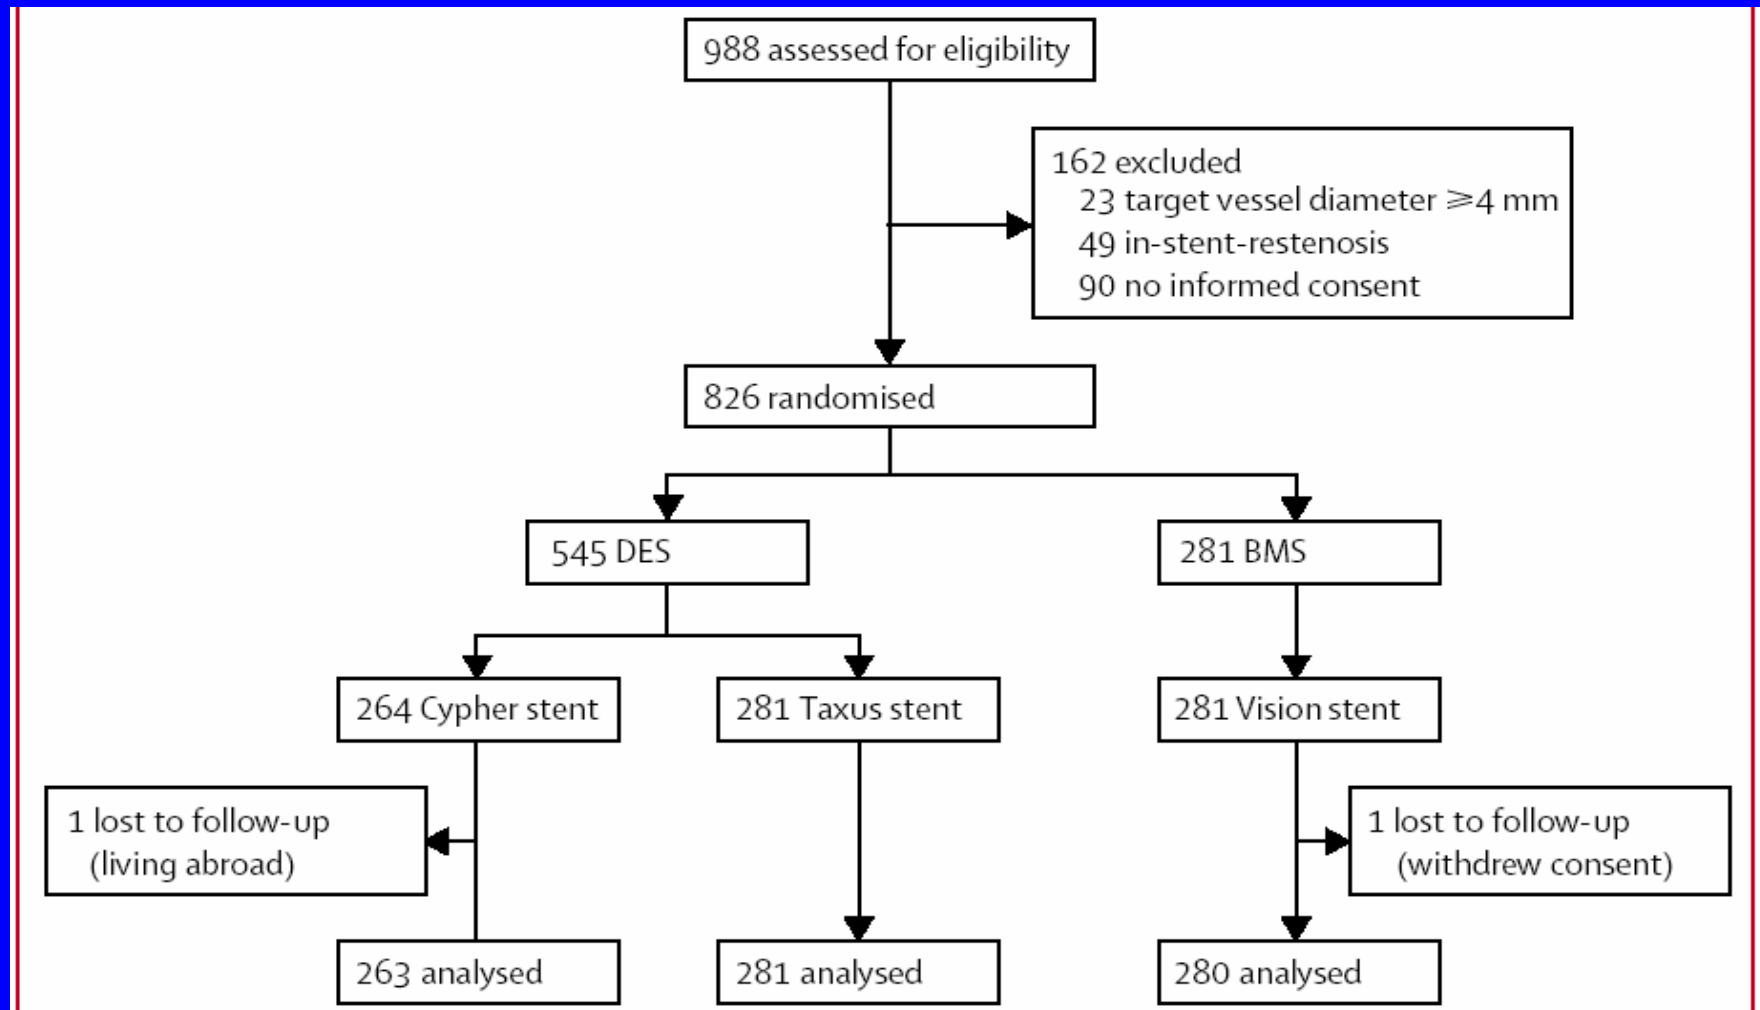 988 assessed for eligibility
162 excluded
23 target vessel diameter ⩾4 mm
49 in-stent-restenosis
90 no informed consent
826 randomised
545 DES
281 BMS
264 Cypher stent
281 Taxus stent
281 Vision stent
1 lost to follow-up
(living abroad)
1 lost to follow-up
(withdrew consent)
263 analysed
281 analysed
280 analysed